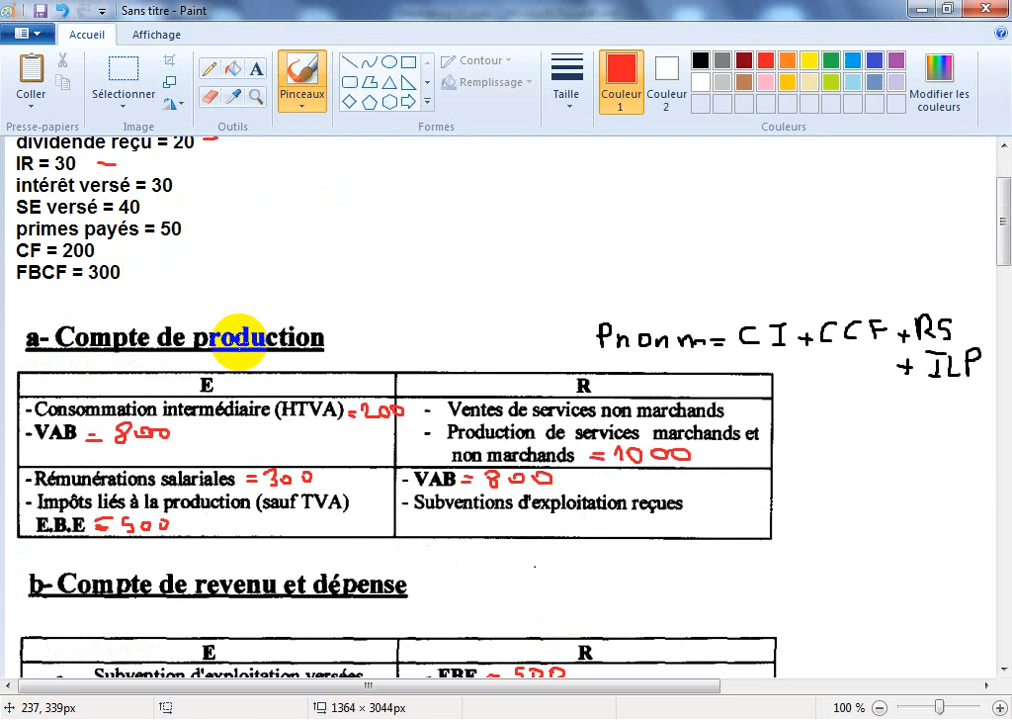 Sans titre - Paint
Accueil
Affichage
Coller
Sélectionner
Pinceaux
Contour
Remplissage
Taille
Couleur 1
Couleur 2
Modifier les couleurs
Presse-papiers
Image
Outils
Formes
Couleurs
dividende reçu = 20
IR = 30
intérêt versé = 30
SE versé = 40
primes payés = 50
CF = 200
FBCF = 300
a- Compte de production
Pnonm = CI + CCF + RS
+ ILP
E
R
-Consommation intermédiaire (HTVA) = 200
-VAB = 800
- Ventes de services non marchands
- Production de services marchands et
non marchands = 1000
-Rémunérations salariales = 300
- Impôts liés à la production (sauf TVA)
E.B.E = 500
- VAB = 800
- Subventions d'exploitation reçues
b- Compte de revenu et dépense
E
R
Subvention d'exploitation versées
- EBE = 500
237, 339px
1364 × 3044px
100 %